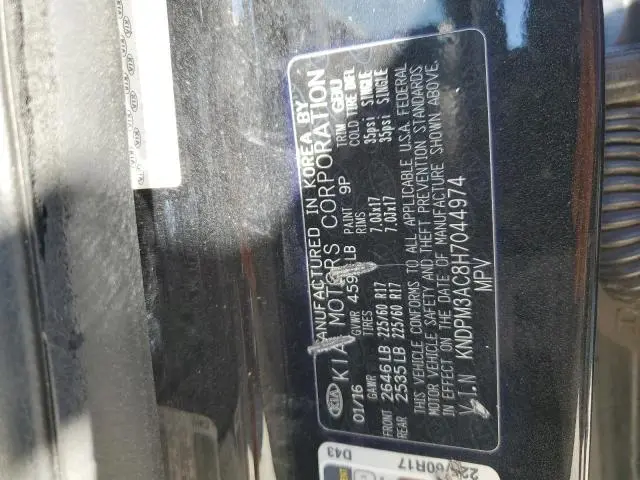 MANUFACTURED IN KOREA BY
KIA MOTORS CORPORATION
01/16 GVWR LB PAINT 9P TRIM GBU
GAWR TIRES RIMS COLD TIRE INFL
FRONT 2646LB 225/60 R17 7.0Jx17 35psi SINGLE
REAR 2535LB 225/60 R17 7.0Jx17 35psi SINGLE
THIS VEHICLE CONFORMS TO ALL APPLICABLE U.S.A. FEDERAL
MOTOR VEHICLE SAFETY AND THEFT PREVENTION STANDARDS
IN EFFECT ON THE DATE OF MANUFACTURE SHOWN ABOVE.
V.I.N KNDPM3AC8H7044974
MPV
D43